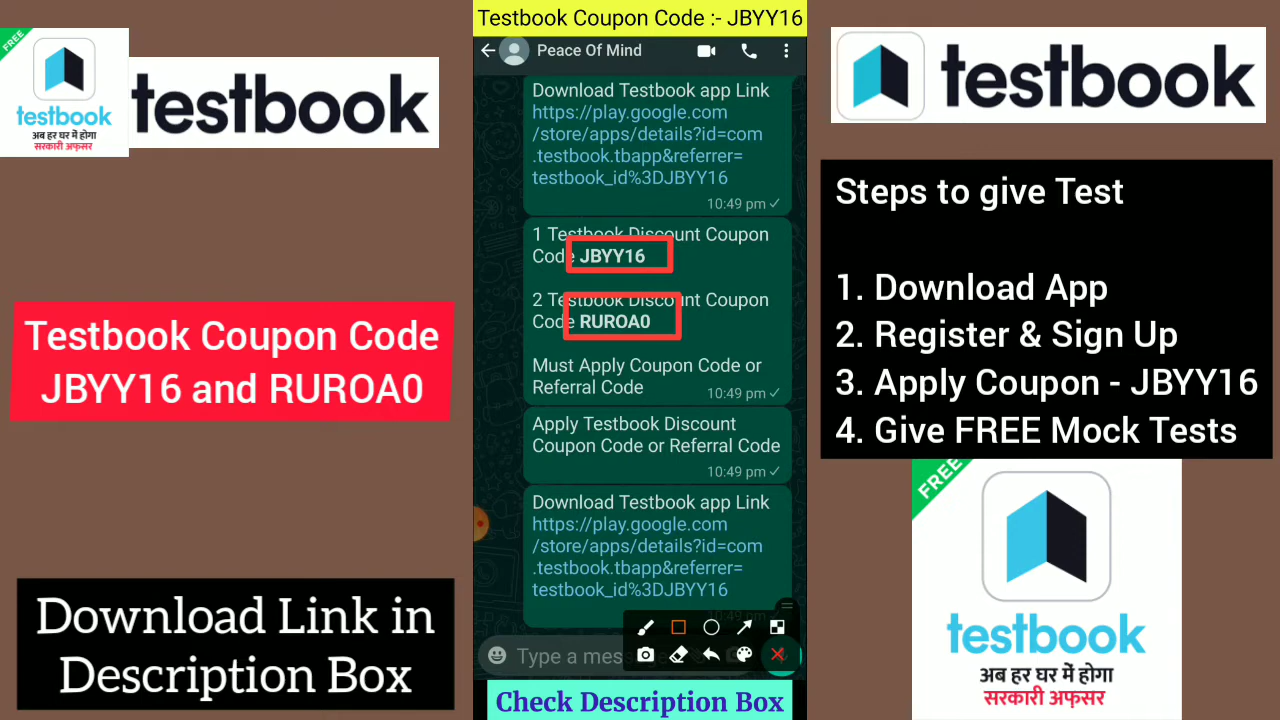 FREE
testbook
अब हर घर में होगा
सरकारी अफ़सर
testbook
Testbook Coupon Code
JBYY16 and RUROA0
Download Link in
Description Box
Testbook Coupon Code :- JBYY16
Peace Of Mind
Download Testbook app Link
https://play.google.com
/store/apps/details?id=com
.testbook.tbapp&referrer=
testbook_id%3DJBYY16
10:49 pm
1 Testbook Discount Coupon
Code JBYY16
2 Testbook Discount Coupon
Code RUROA0
Must Apply Coupon Code or
Referral Code
10:49 pm
Apply Testbook Discount
Coupon Code or Referral Code
10:49 pm
Download Testbook app Link
https://play.google.com
/store/apps/details?id=com
.testbook.tbapp&referrer=
testbook_id%3DJBYY16
10:49 pm
Type a mess
Check Description Box
testbook
Steps to give Test
1. Download App
2. Register & Sign Up
3. Apply Coupon - JBYY16
4. Give FREE Mock Tests
FREE
testbook
अब हर घर में होगा
सरकारी अफ़सर